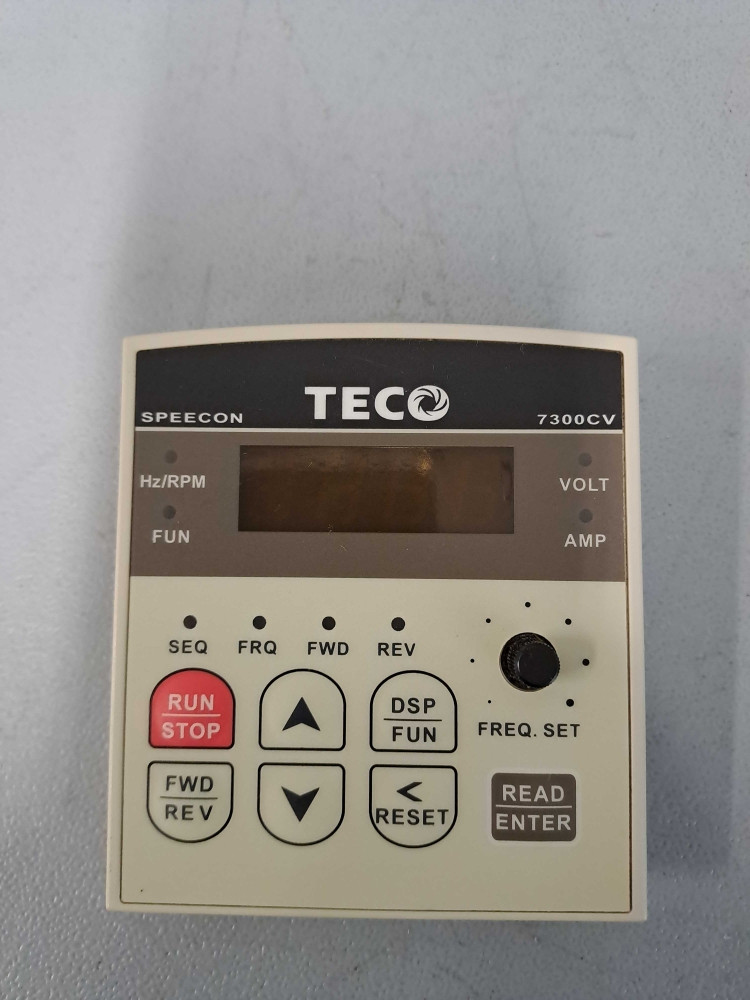 TECO
SPEECON 7300CV
Hz/RPM VOLT
FUN AMP
SEQ FRQ FWD REV
FREQ. SET
RUN
STOP
DSP
FUN
FWD
REV
<
RESET
READ
ENTER